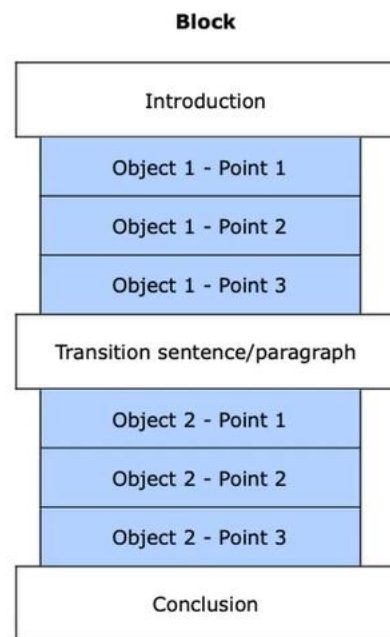 Block
Introduction
Object 1 - Point 1
Object 1 - Point 2
Object 1 - Point 3
Transition sentence/paragraph
Object 2 - Point 1
Object 2 - Point 2
Object 2 - Point 3
Conclusion